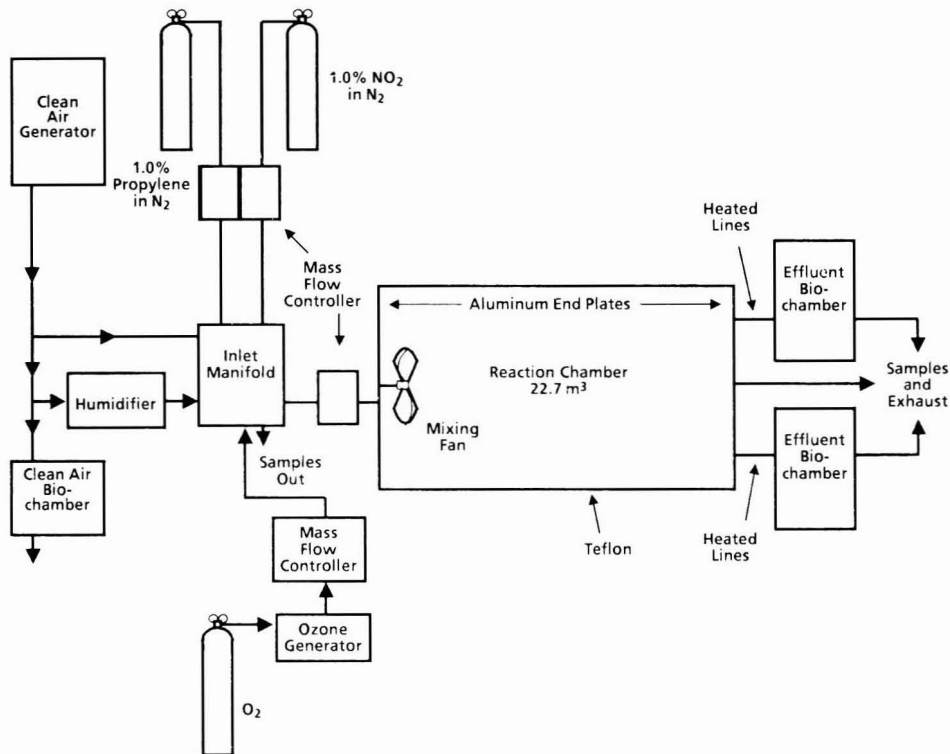 Clean
Air
Generator
1.0% NO₂
in N₂
1.0%
Propylene
in N₂
Mass
Flow
Controller
Heated
Lines
Effluent
Bio-
chamber
Aluminum End Plates
Inlet
Manifold
Reaction Chamber
22.7 m³
Samples
and
Exhaust
Humidifier
Mixing
Fan
Effluent
Bio-
chamber
Clean Air
Bio-
chamber
Samples
Out
Mass
Flow
Controller
Teflon
Heated
Lines
Ozone
Generator
O₂